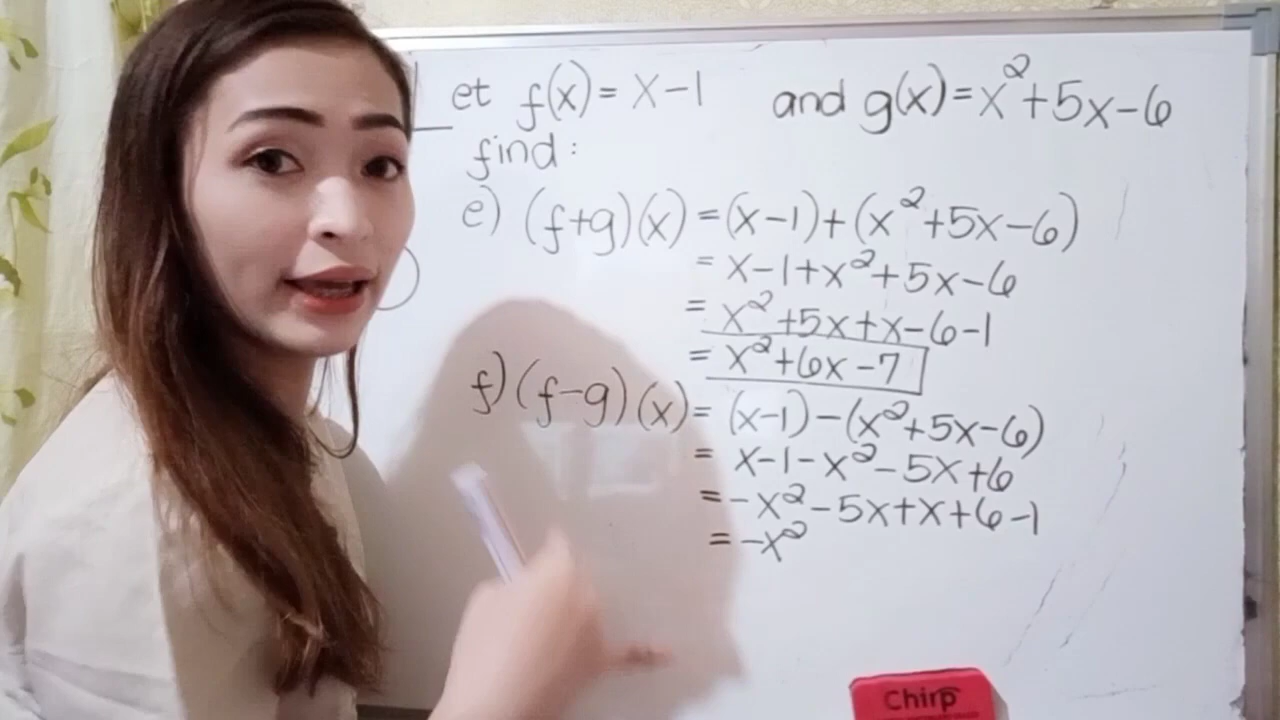 Let f(x) = x-1 and g(x) = x²+5x-6
find:
e) (f+g)(x) = (x-1)+(x²+5x-6)
= x-1+x²+5x-6
= x²+5x+x-6-1
= x²+6x-7
f) (f-g)(x) = (x-1)-(x²+5x-6)
= x-1-x²-5x+6
= -x²-5x+x+6-1
= -x²
Chirp